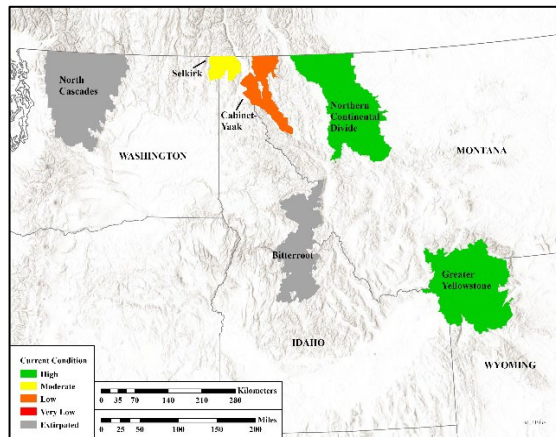 North
Cascades
Selkirk
Cabinet-
Yaak
Northern
Continental
Divide
WASHINGTON
MONTANA
Bitterroot
Greater
Yellowstone
IDAHO
WYOMING
Current Condition
High
Moderate
Low
Very Low
Extirpated
Kilometers
0 35 70 140 210 280
Miles
0 25 50 100 150 200